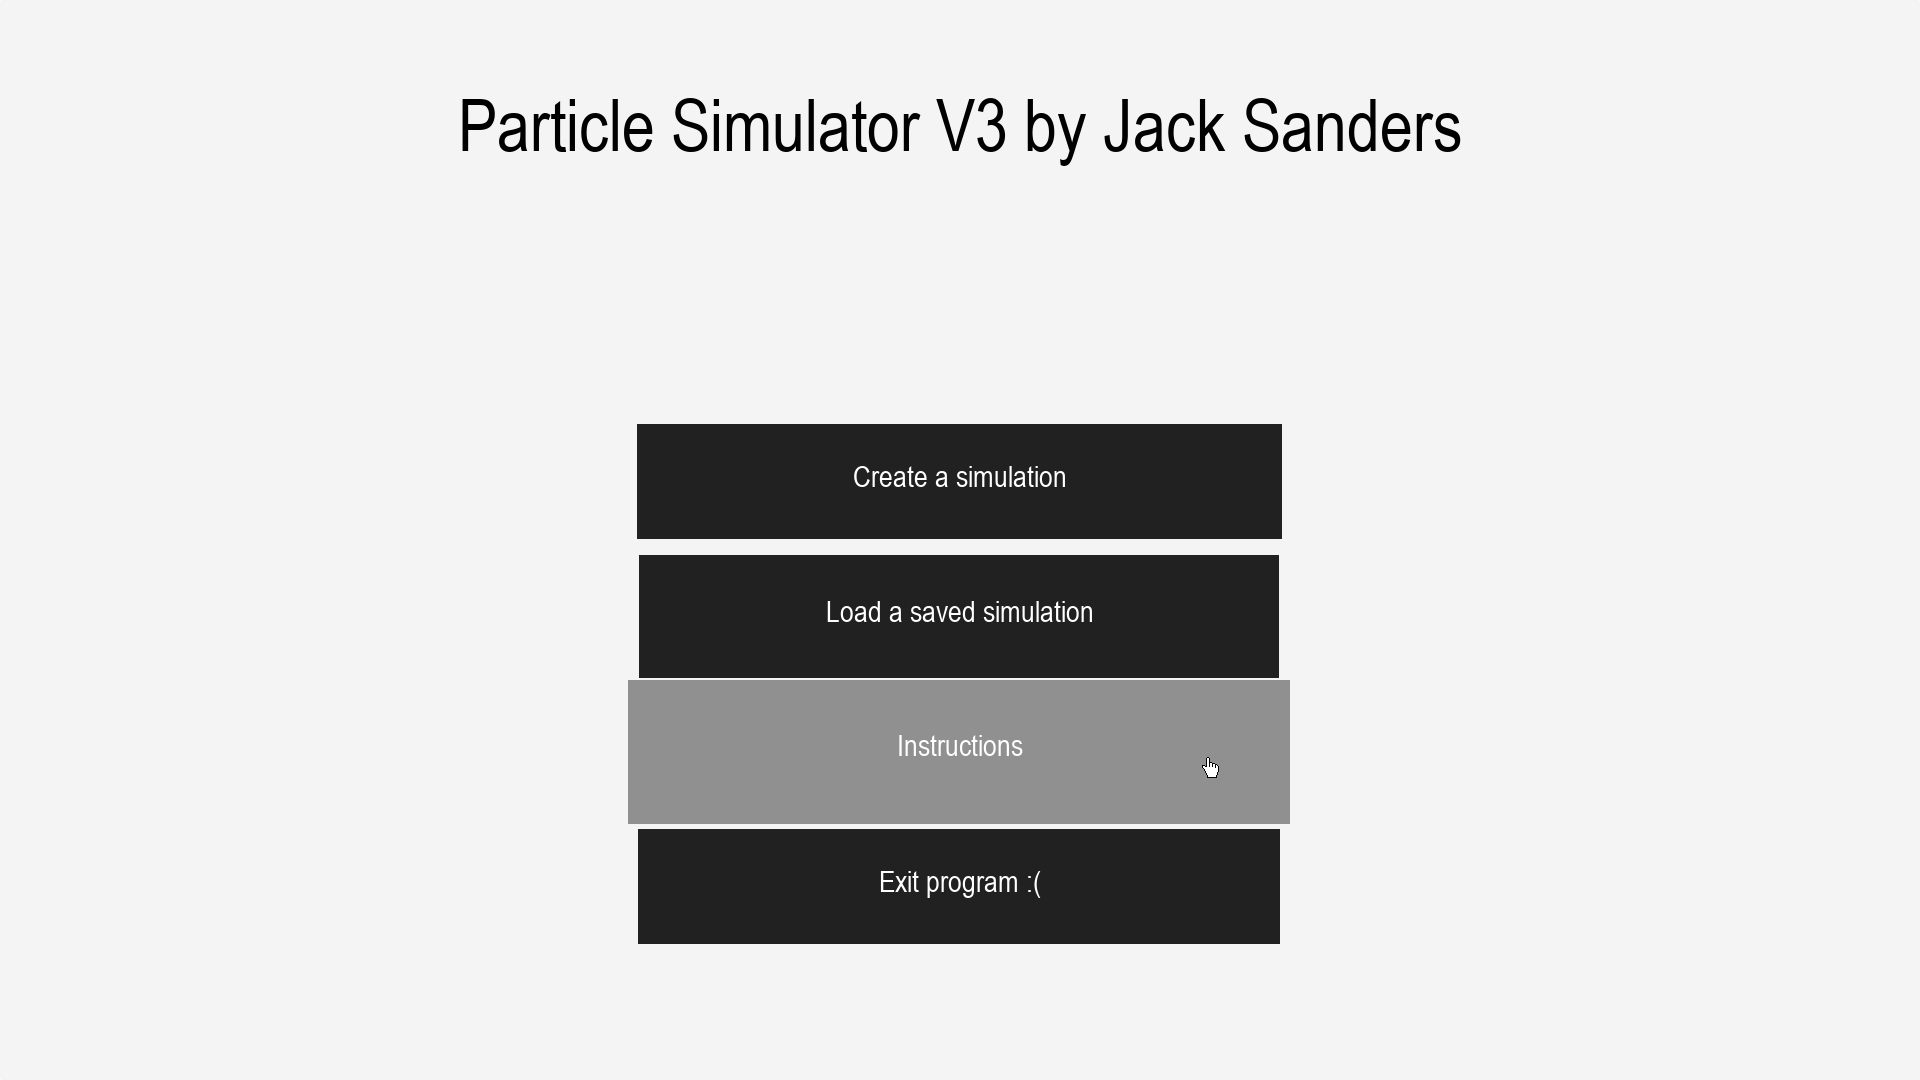 Particle Simulator V3 by Jack Sanders
Create a simulation
Load a saved simulation
Instructions
Exit program :(